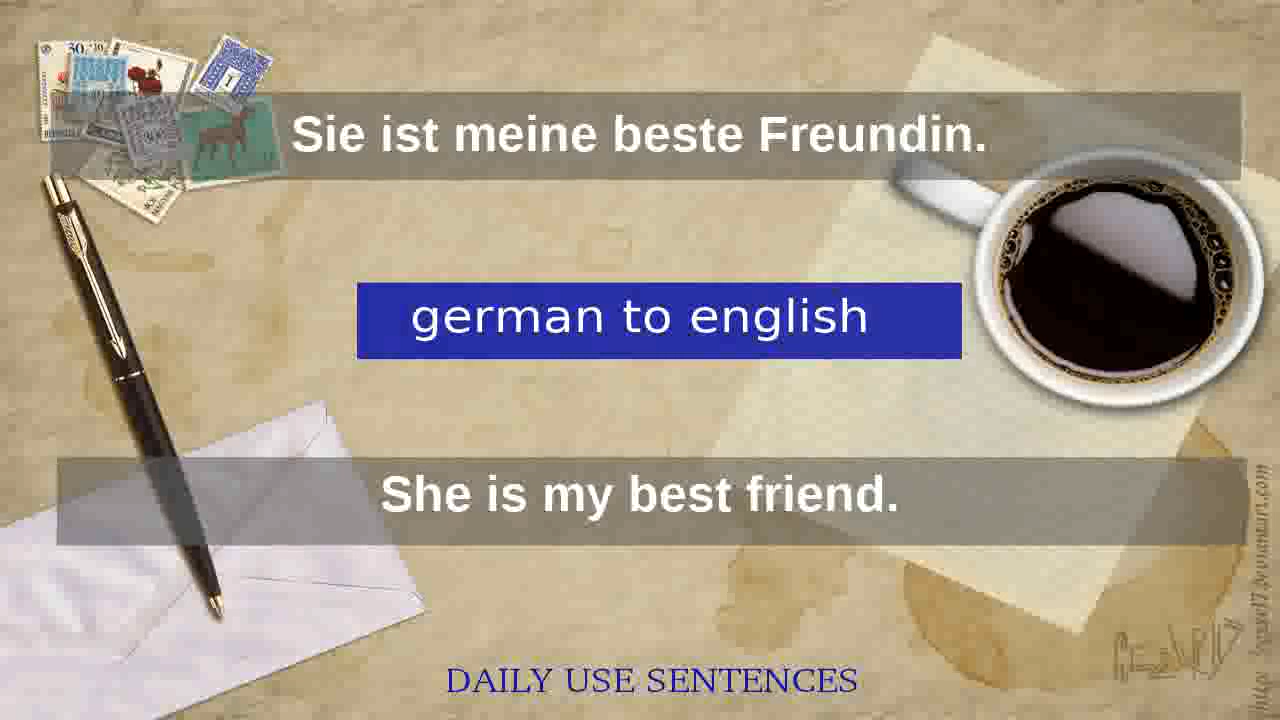 Sie ist meine beste Freundin.
german to english
She is my best friend.
DAILY USE SENTENCES